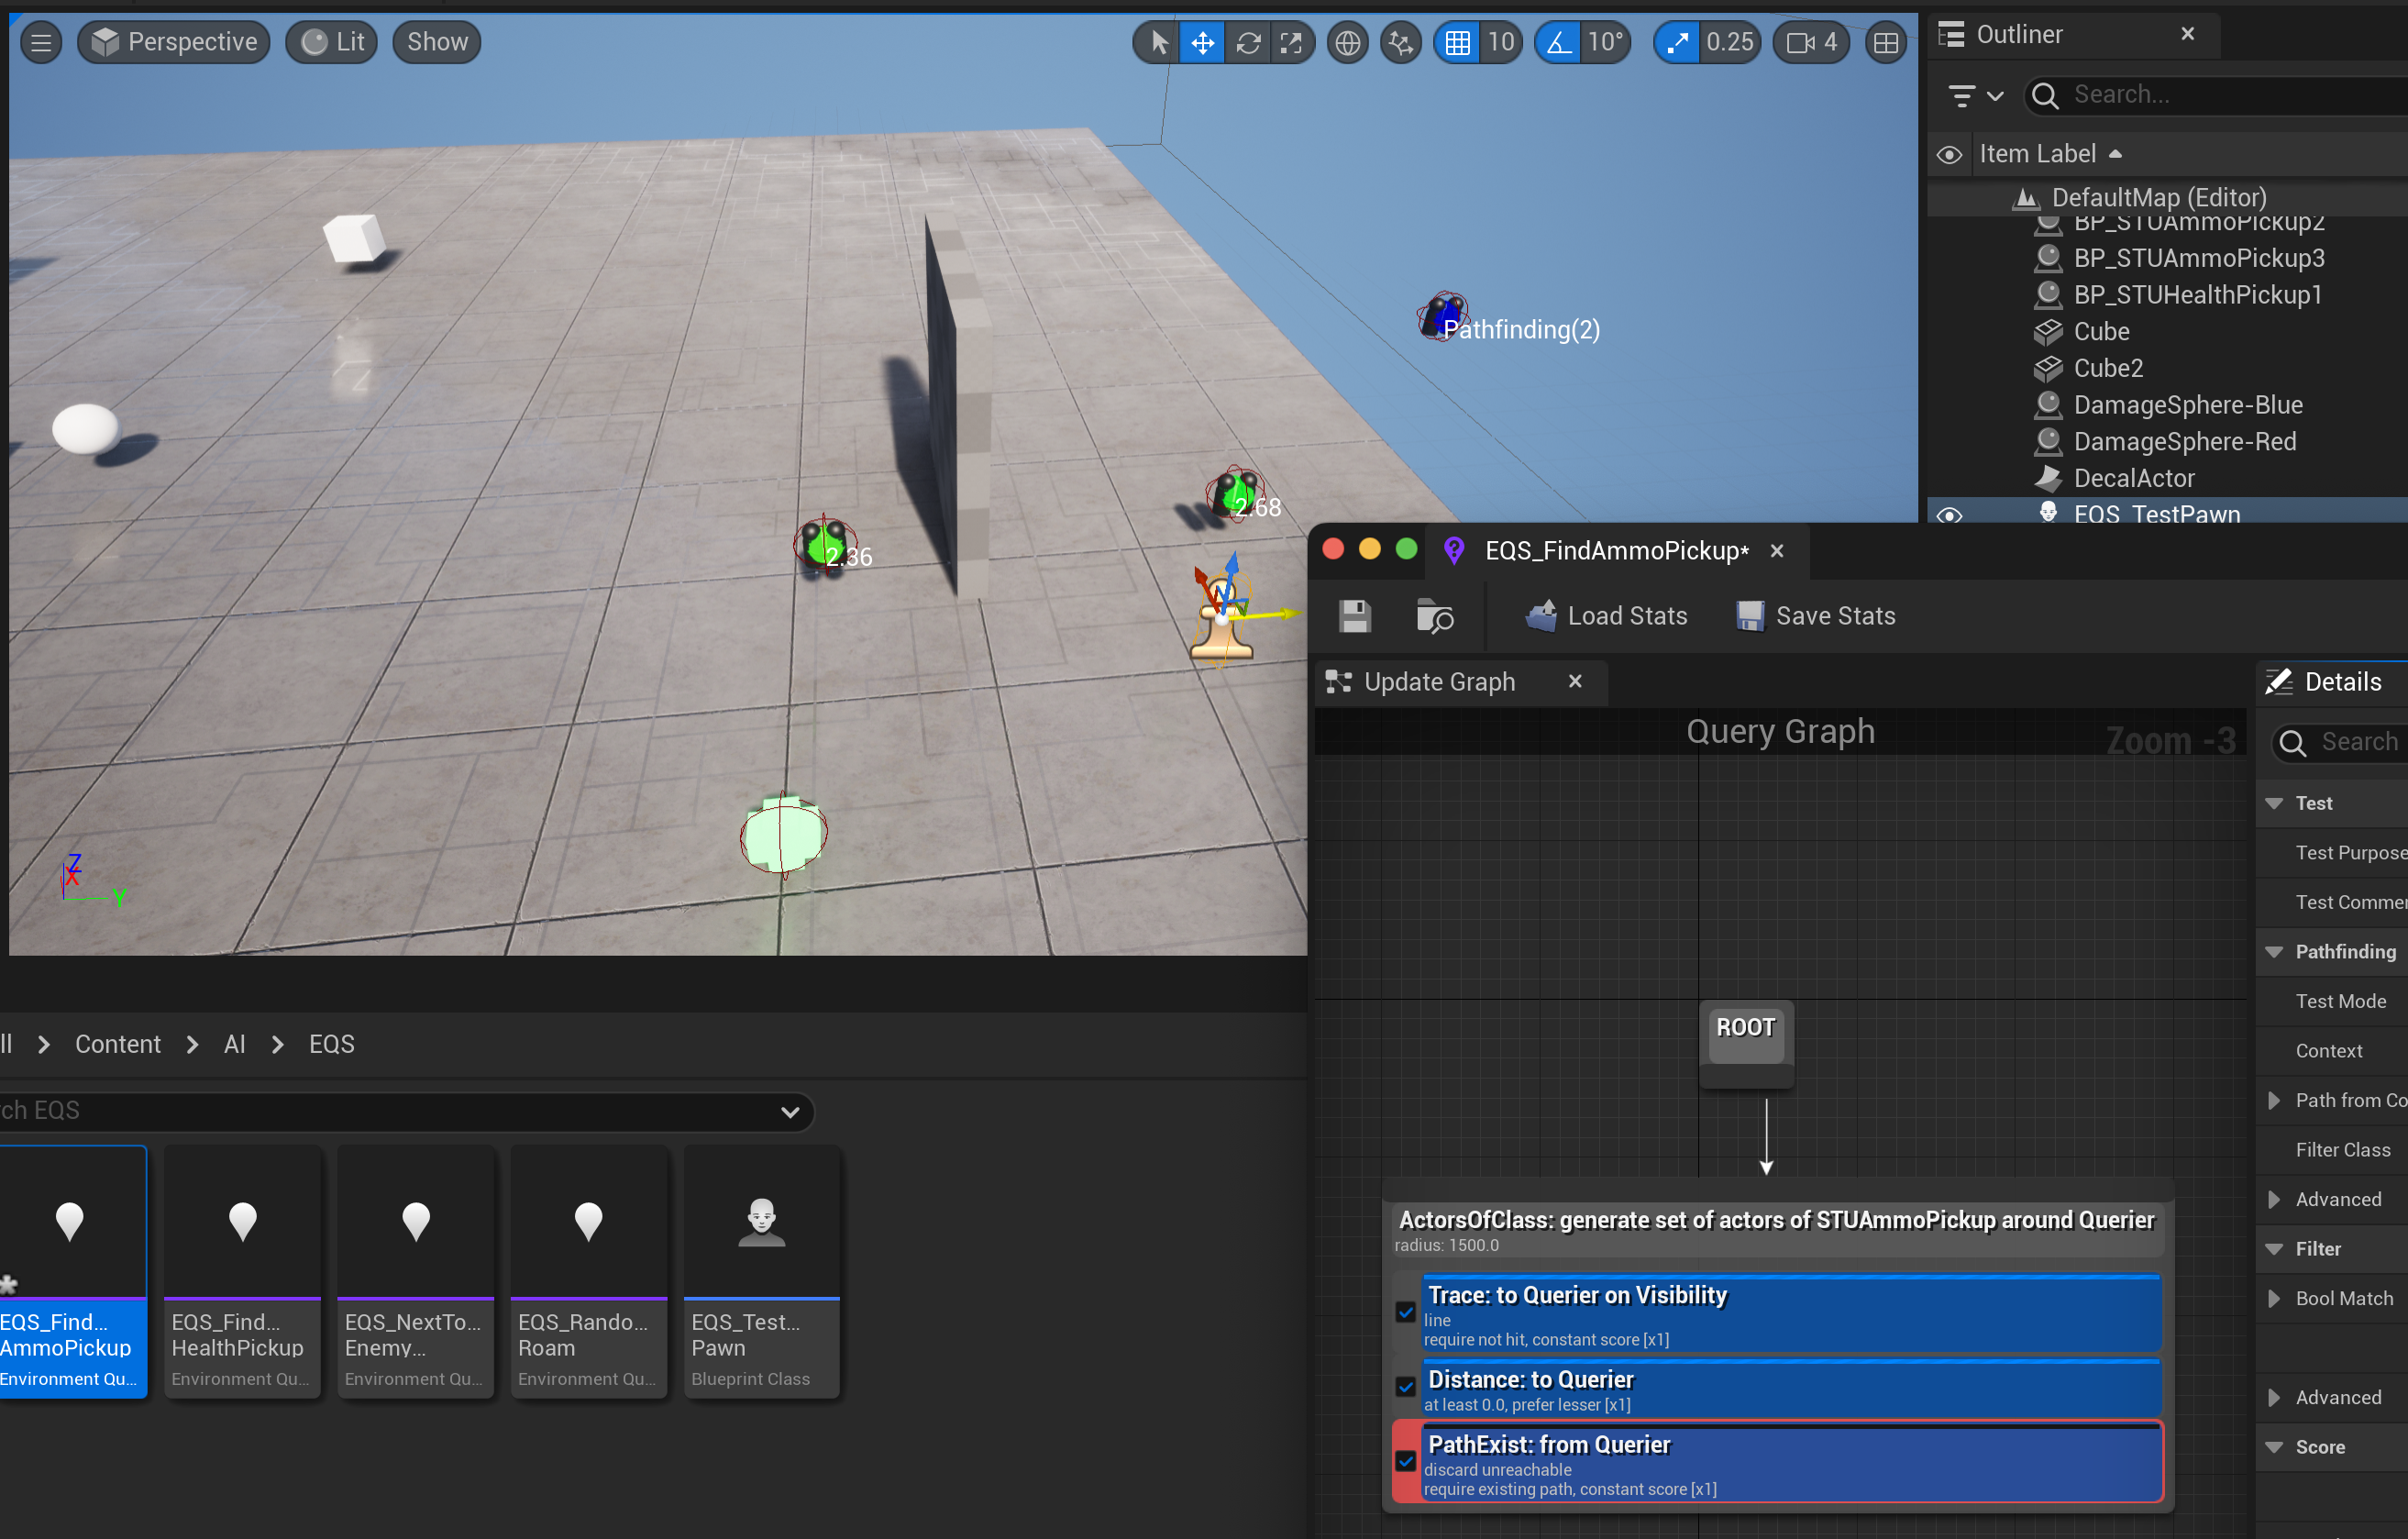 Perspective
Lit
Show
10
10°
0.25
4
Pathfinding(2)
2.68
2.36
Z
X
Y
Outliner
Search...
Item Label
DefaultMap (Editor)
BP_STUAmmoPickup2
BP_STUAmmoPickup3
BP_STUHealthPickup1
Cube
Cube2
DamageSphere-Blue
DamageSphere-Red
DecalActor
EQS_TestPawn
EQS_FindAmmoPickup*
Load Stats
Save Stats
Update Graph
Query Graph
Zoom -3
ROOT
ActorsOfClass: generate set of actors of STUAmmoPickup around Querier
radius: 1500.0
Trace: to Querier on Visibility
line
require not hit, constant score [x1]
Distance: to Querier
at least 0.0, prefer lesser [x1]
PathExist: from Querier
discard unreachable
require existing path, constant score [x1]
Details
Search
Test
Test Purpose
Test Commen
Pathfinding
Test Mode
Context
Path from Co
Filter Class
Advanced
Filter
Bool Match
Advanced
Score
ll > Content > AI > EQS
ch EQS
EQS_Find...
AmmoPickup
Environment Qu...
EQS_Find...
HealthPickup
Environment Qu...
EQS_NextTo...
Enemy...
Environment Qu...
EQS_Rando...
Roam
Environment Qu...
EQS_Test...
Pawn
Blueprint Class